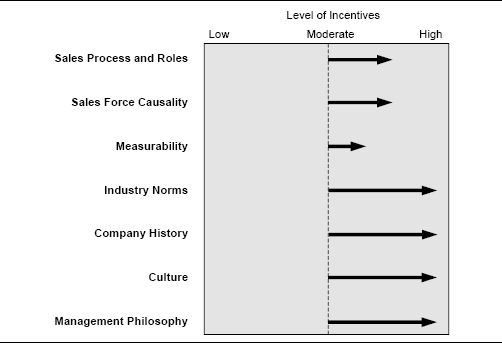 Level of Incentives
Low Moderate High
Sales Process and Roles
Sales Force Causality
Measurability
Industry Norms
Company History
Culture
Management Philosophy